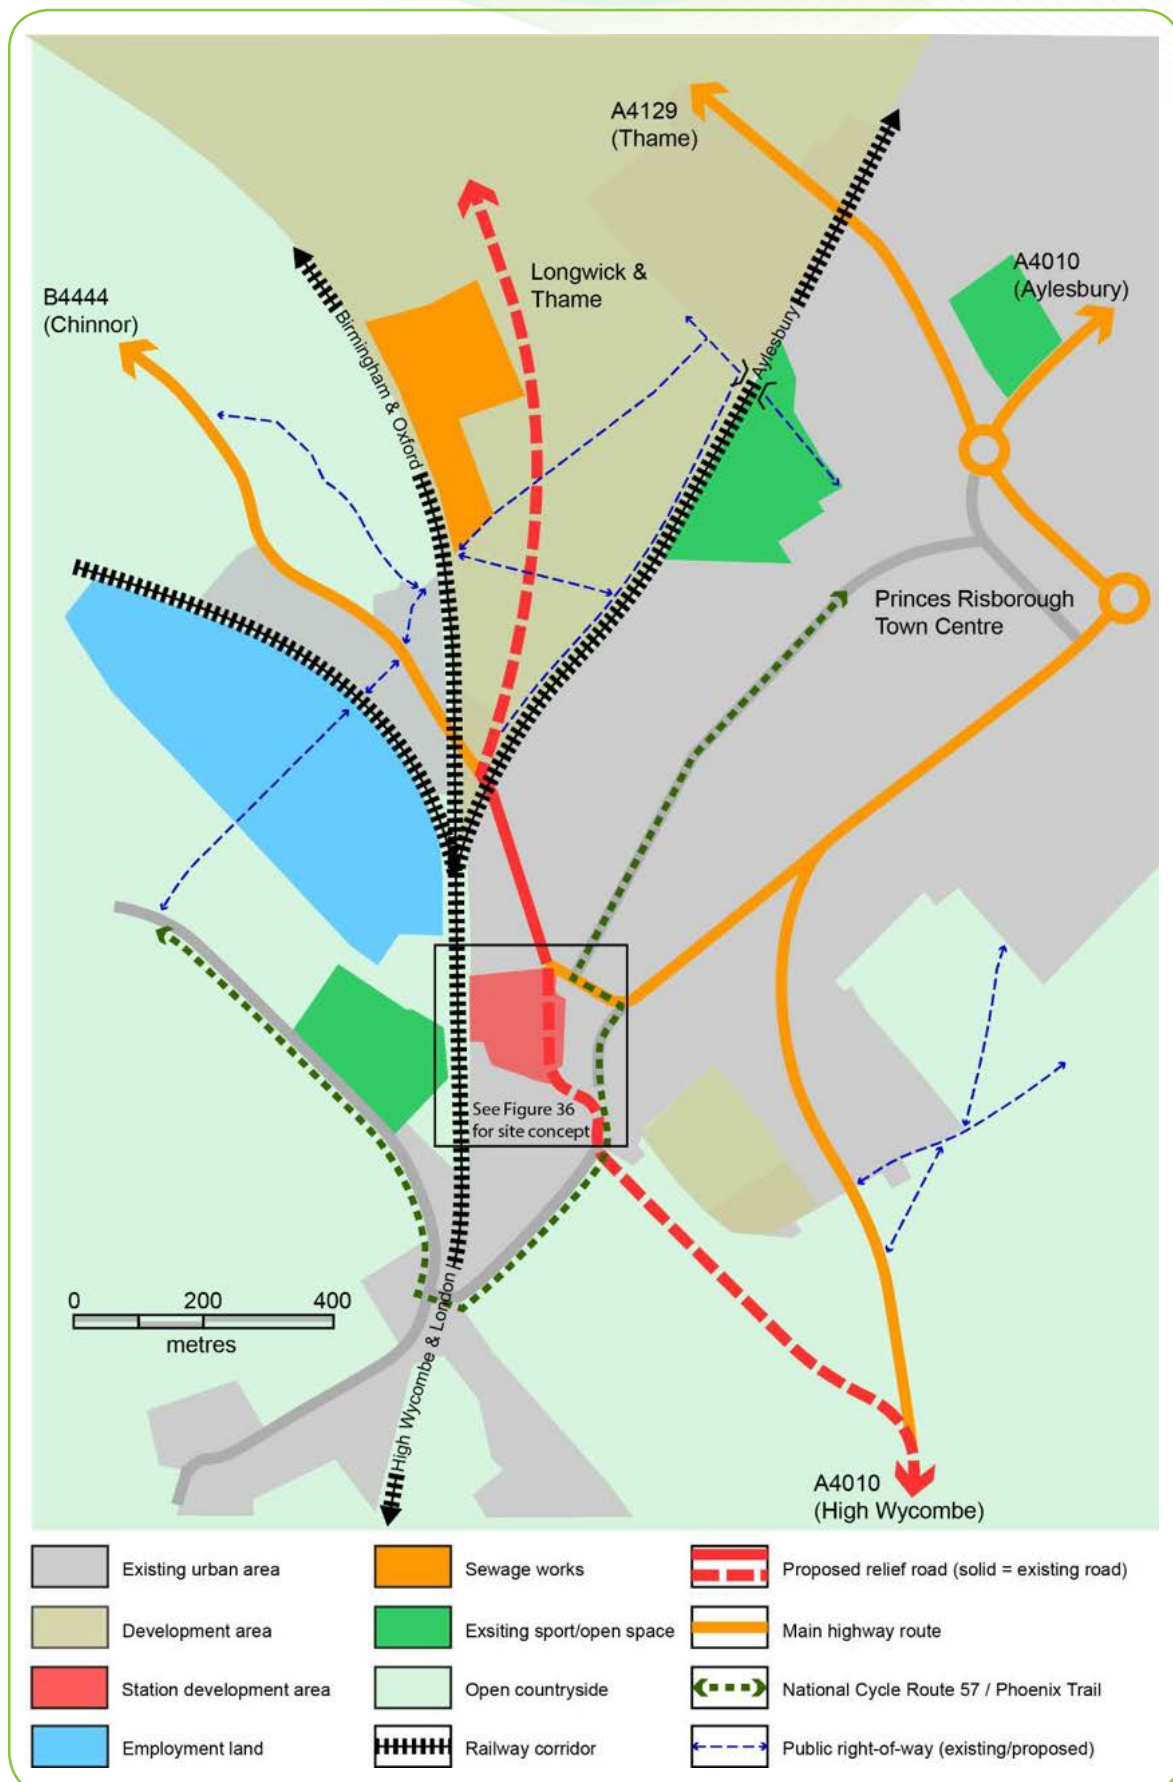 A4129
(Thame)
A4010
(Aylesbury)
Longwick &
Thame
B4444
(Chinnor)
Birmingham & Oxford
Aylesbury
Princes Risborough
Town Centre
See Figure 36
for site concept
0 200 400
metres
High Wycombe & London
A4010
(High Wycombe)
Existing urban area
Sewage works
Proposed relief road (solid = existing road)
Development area
Exsiting sport/open space
Main highway route
Station development area
Open countryside
National Cycle Route 57 / Phoenix Trail
Employment land
Railway corridor
Public right-of-way (existing/proposed)